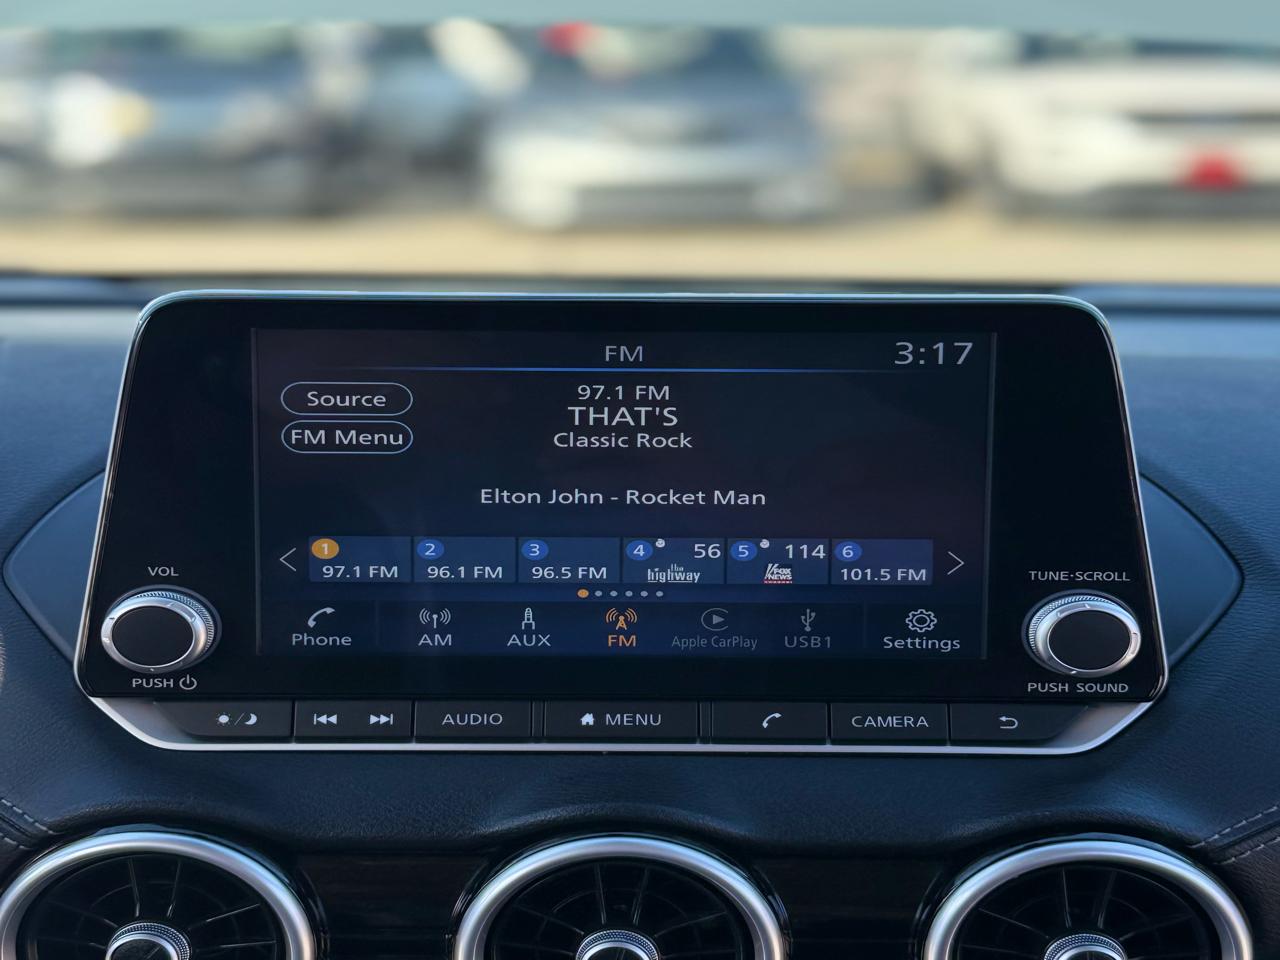 FM
3:17
Source
97.1 FM
THAT'S
FM Menu
Classic Rock
Elton John - Rocket Man
1
97.1 FM
2
96.1 FM
3
96.5 FM
4
56
the
highway
5
114
FOX
NEWS
6
101.5 FM
Phone
AM
AUX
FM
Apple CarPlay
USB1
Settings
VOL
PUSH
TUNE·SCROLL
PUSH SOUND
AUDIO
MENU
CAMERA